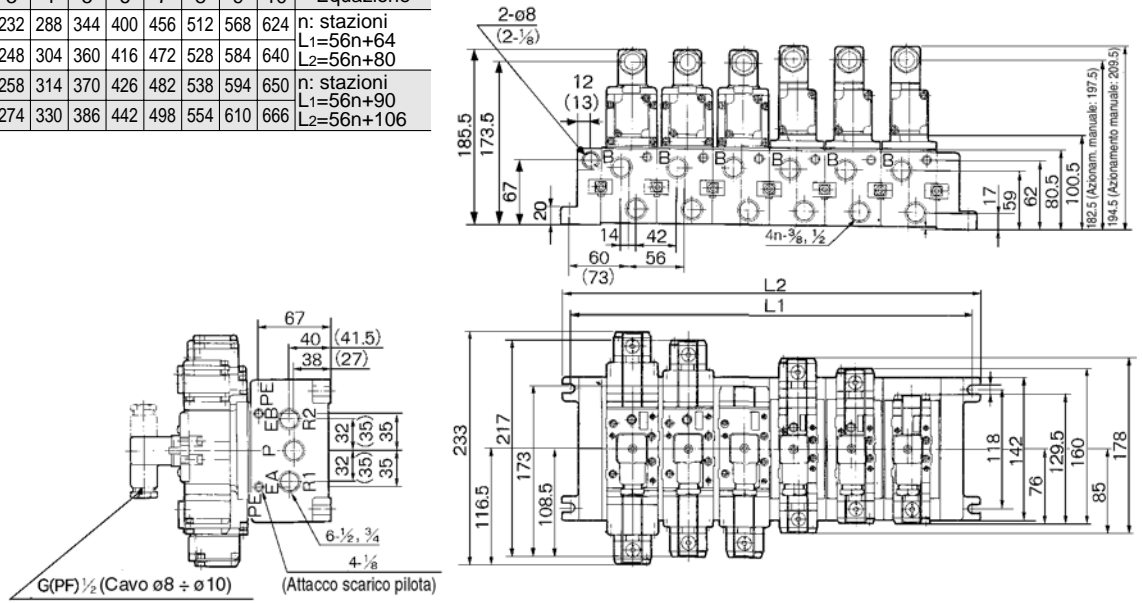 Equazione
232 288 344 400 456 512 568 624 n: stazioni
L1=56n+64
248 304 360 416 472 528 584 640 L2=56n+80
258 314 370 426 482 538 594 650 n: stazioni
L1=56n+90
274 330 386 442 498 554 610 666 L2=56n+106
2-ø8
(2-⅛)
12
(13)
185.5
173.5
67
20
B B B B B B
14 42
60 56
(73)
4n-⅜, ½
17
59
62
80.5
100.5
182.5 (Azionam. manuale: 197.5)
194.5 (Azionamento manuale: 209.5)
67
40 (41.5)
38 (27)
PE
EB
R2
P
EA
R1
PE
32
(35)
35
32
(35)
35
6-½, ¾
4-⅛
(Attacco scarico pilota)
G(PF)½ (Cavo ø8 ÷ ø10)
L2
L1
233
217
173
116.5
108.5
118
142
129.5
160
178
76
85